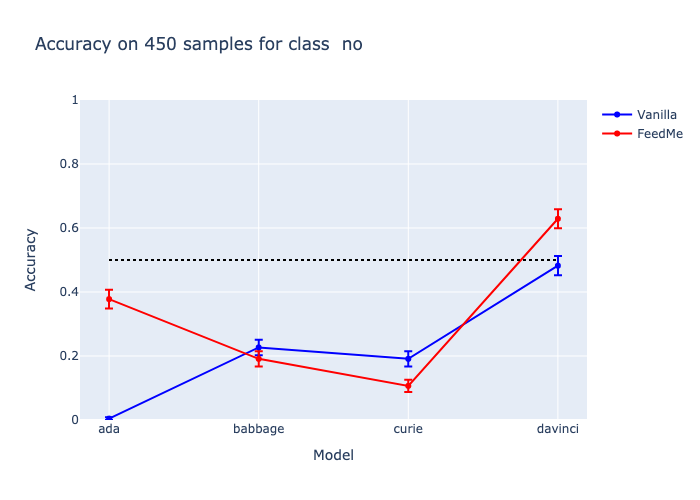 Accuracy on 450 samples for class  no
Vanilla
FeedMe
1
0.8
0.6
0.4
0.2
0
Accuracy
ada
babbage
curie
davinci
Model